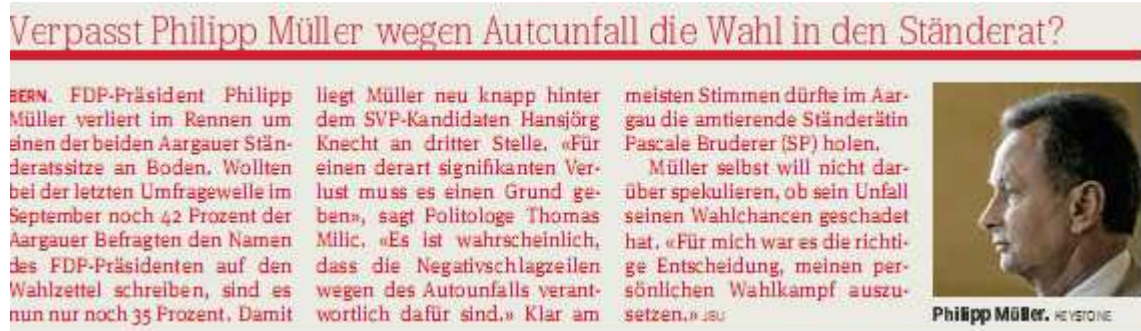 Verpasst Philipp Müller wegen Autounfall die Wahl in den Ständerat?
BERN. FDP-Präsident Philipp
Müller verliert im Rennen um
einen der beiden Aargauer Stän-
deratssitze an Boden. Wollten
bei der letzten Umfragewelle im
September noch 42 Prozent der
Aargauer Befragten den Namen
des FDP-Präsidenten auf den
Wahlzettel schreiben, sind es
nun nur noch 35 Prozent. Damit
liegt Müller neu knapp hinter
dem SVP-Kandidaten Hansjörg
Knecht an dritter Stelle. «Für
einen derart signifikanten Ver-
lust muss es einen Grund ge-
ben», sagt Politologe Thomas
Milic. «Es ist wahrscheinlich,
dass die Negativschlagzeilen
wegen des Autounfalls verant-
wortlich dafür sind.» Klar am
meisten Stimmen dürfte im Aar-
gau die amtierende Ständerätin
Pascale Bruderer (SP) holen.
Müller selbst will nicht dar-
über spekulieren, ob sein Unfall
seinen Wahlchancen geschadet
hat. «Für mich war es die richti-
ge Entscheidung, meinen per-
sönlichen Wahlkampf auszu-
setzen.» JBU
Philipp Müller. KEYSTONE